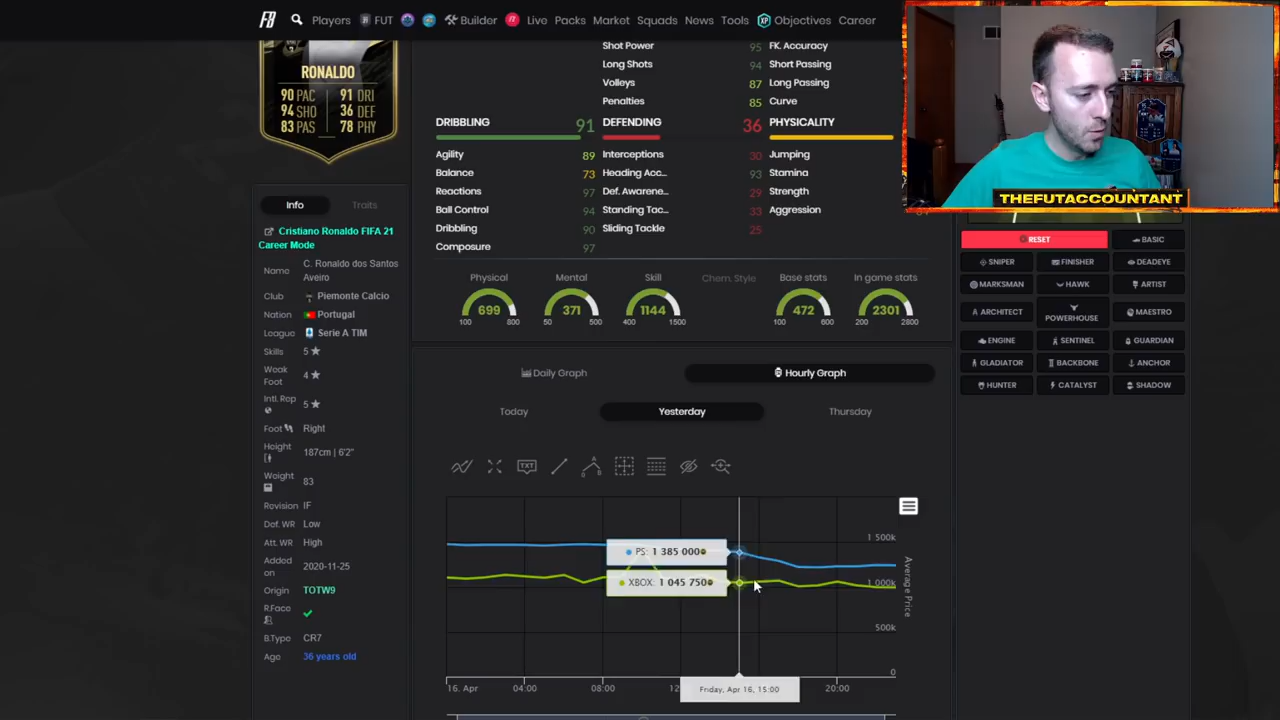 F8 Players FUT Builder Live Packs Market Squads News Tools XP Objectives Career
THEFUTACCOUNTANT
RONALDO
90 PAC 91 DRI
94 SHO 36 DEF
83 PAS 78 PHY
Info Traits
Cristiano Ronaldo FIFA 21
Career Mode
Name C. Ronaldo dos Santos
Aveiro
Club Piemonte Calcio
Nation Portugal
League Serie A TIM
Skills 5
Weak
Foot 4
Intl. Rep 5
Foot Right
Height 187cm | 6'2"
Weight 83
Revision IF
Def. WR Low
Att. WR High
Added
on 2020-11-25
Origin TOTW9
R.Face
B.Type CR7
Age 36 years old
Shot Power 95 FK. Accuracy
Long Shots 94 Short Passing
Volleys 87 Long Passing
Penalties 85 Curve
DRIBBLING 91 DEFENDING 36 PHYSICALITY
Agility 89 Interceptions 30 Jumping
Balance 73 Heading Acc... 93 Stamina
Reactions 97 Def. Awarene... 29 Strength
Ball Control 94 Standing Tac... 33 Aggression
Dribbling 90 Sliding Tackle 25
Composure 97
Physical Mental Skill Chem. Style Base stats In game stats
699 371 1144 472 2301
100 800 50 500 400 1500 100 600 200 2800
Daily Graph Hourly Graph
Today Yesterday Thursday
TXT
PS: 1 385 000
XBOX: 1 045 750
1 500k
1 000k
500k
0
Average Price
16. Apr 04:00 08:00 12 Friday, Apr 16, 15:00 20:00
RESET BASIC
SNIPER FINISHER DEADEYE
MARKSMAN HAWK ARTIST
ARCHITECT POWERHOUSE MAESTRO
ENGINE SENTINEL GUARDIAN
GLADIATOR BACKBONE ANCHOR
HUNTER CATALYST SHADOW